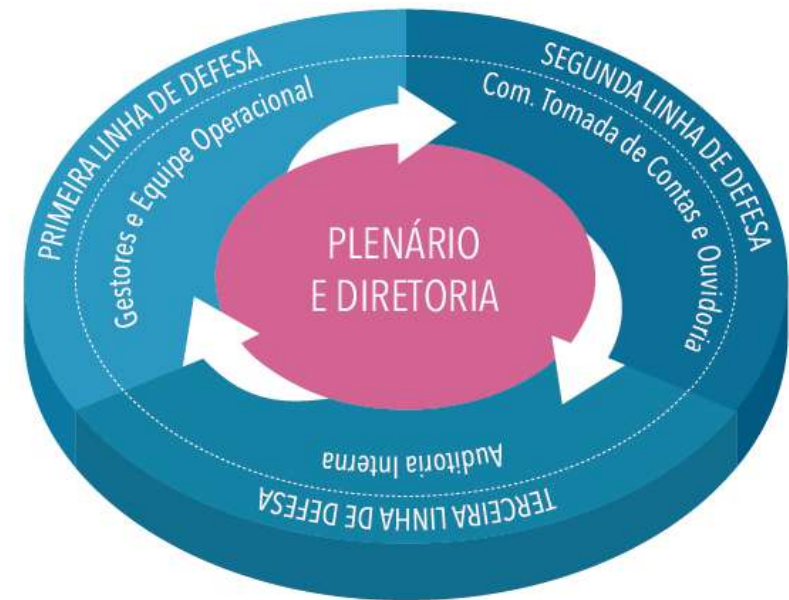 PRIMEIRA LINHA DE DEFESA
Gestores e Equipe Operacional
SEGUNDA LINHA DE DEFESA
Com. Tomada de Contas e Ouvidoria
PLENÁRIO
E DIRETORIA
Auditoria Interna
TERCEIRA LINHA DE DEFESA